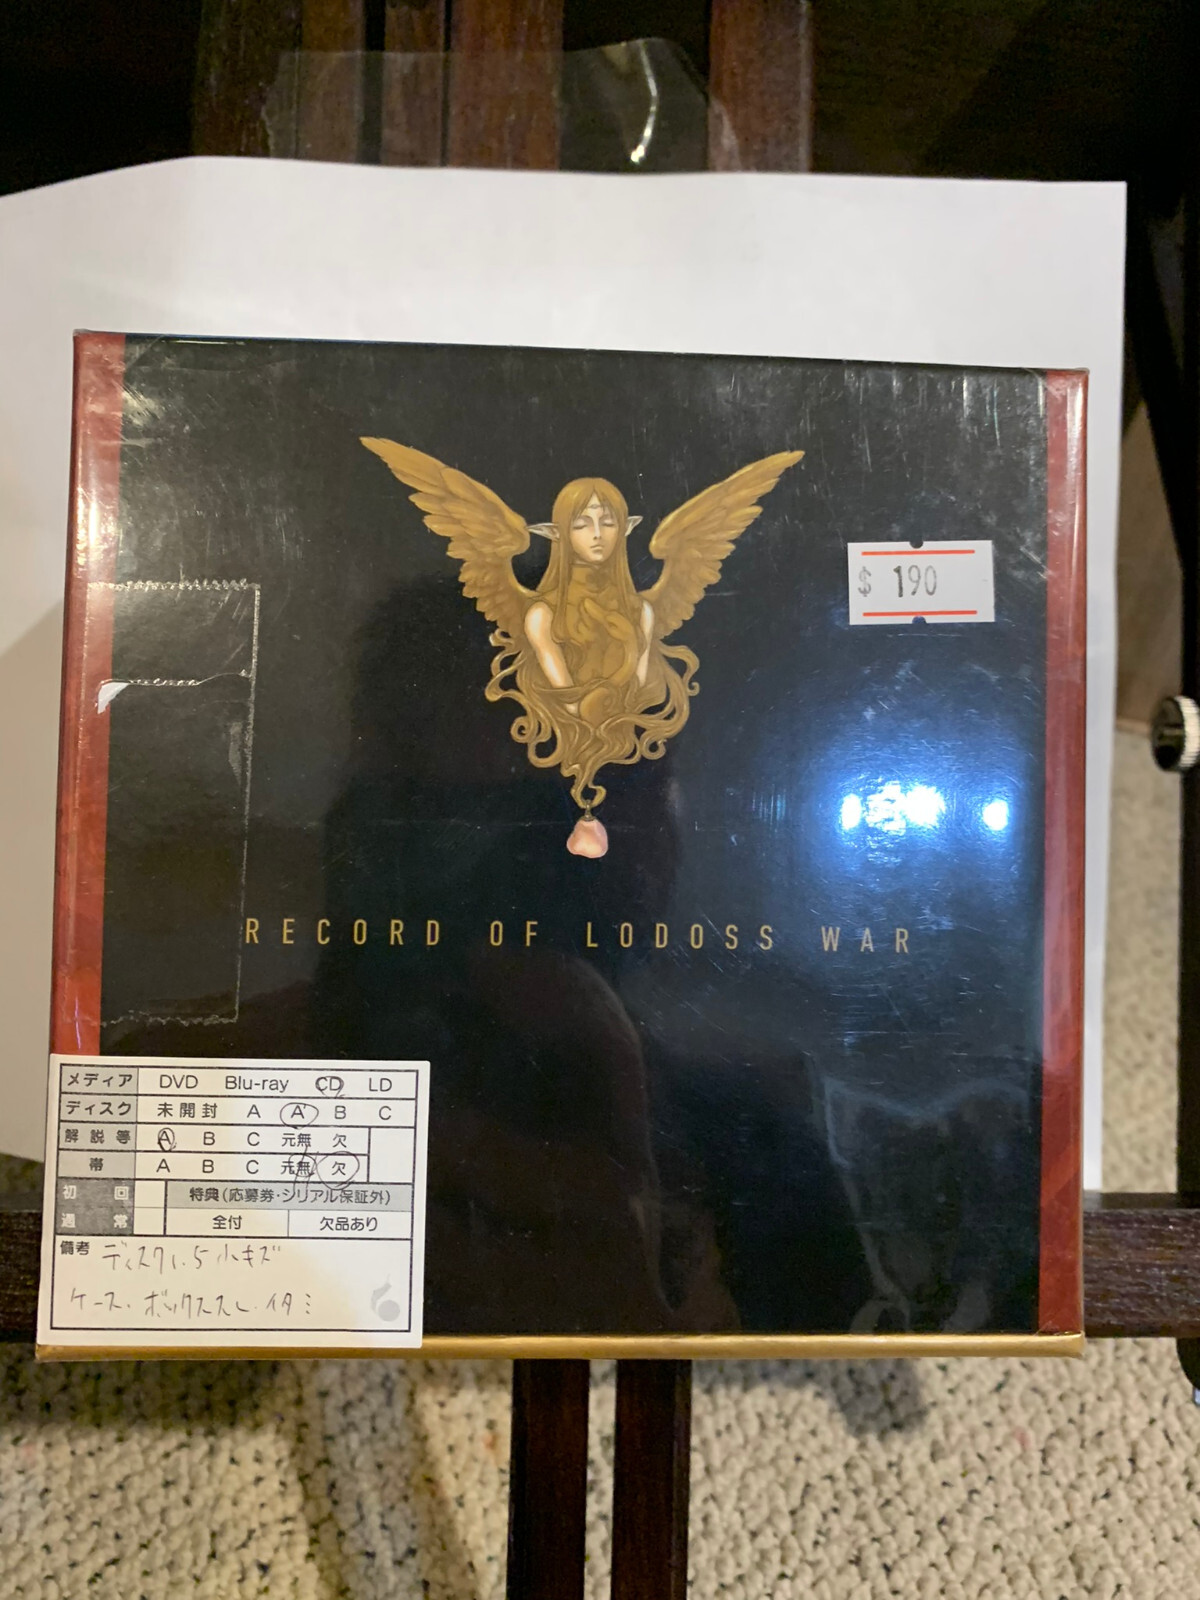 $ 190
RECORD OF LODOSS WAR
メディア DVD Blu-ray CD LD
ディスク 未開封 A A' B C
解説等 A B C 元無 欠
帯 A B C 元無 欠
初回 特典(応募券・シリアル保証外)
通常 全付 欠品あり
備考 ディスク1.5小キズ
ケース・ボックススレ・イタミ